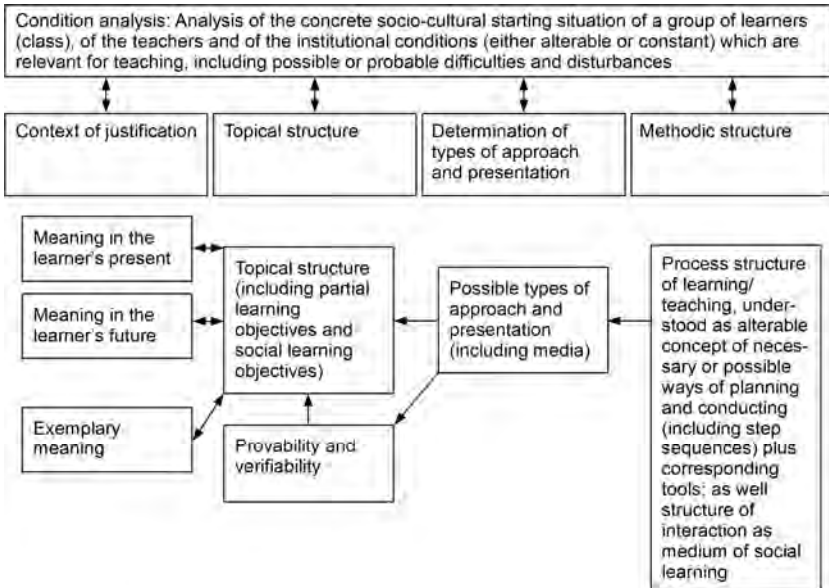 Condition analysis: Analysis of the concrete socio-cultural starting situation of a group of learners
(class), of the teachers and of the institutional conditions (either alterable or constant) which are
relevant for teaching, including possible or probable difficulties and disturbances
Context of justification
Topical structure
Determination of
types of approach
and presentation
Methodic structure
Meaning in the
learner's present
Meaning in the
learner's future
Exemplary
meaning
Topical structure
(including partial
learning
objectives and
social learning
objectives)
Provability and
verifiability
Possible types of
approach and
presentation
(including media)
Process structure
of learning/
teaching, under-
stood as alterable
concept of neces-
sary or possible
ways of planning
and conducting
(including step
sequences) plus
corresponding
tools; as well
structure of
interaction as
medium of social
learning